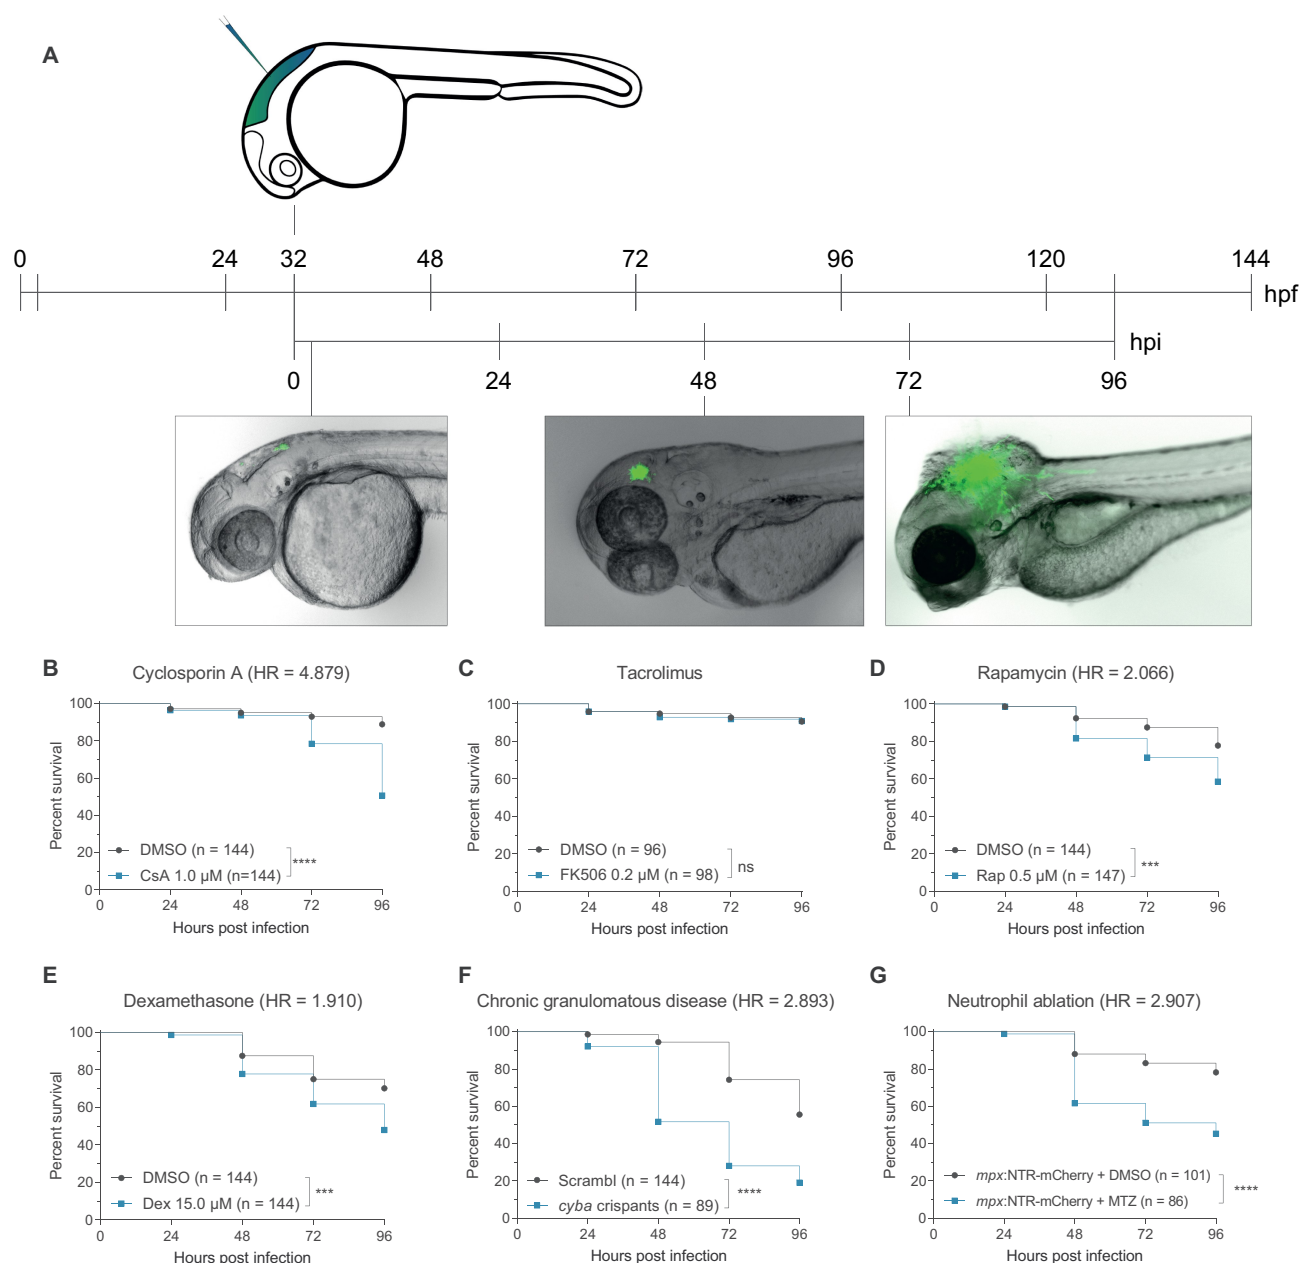 A
0 24 32 48 72 96 120 144
hpf
hpi
0 24 48 72 96
B
Cyclosporin A (HR = 4.879)
Percent survival
100
80
60
40
20
0
DMSO (n = 144)
CsA 1.0 µM (n=144)
****
0 24 48 72 96
Hours post infection
C
Tacrolimus
Percent survival
100
80
60
40
20
0
DMSO (n = 96)
FK506 0.2 µM (n = 98)
ns
0 24 48 72 96
Hours post infection
D
Rapamycin (HR = 2.066)
Percent survival
100
80
60
40
20
0
DMSO (n = 144)
Rap 0.5 µM (n = 147)
***
0 24 48 72 96
Hours post infection
E
Dexamethasone (HR = 1.910)
Percent survival
100
80
60
40
20
0
DMSO (n = 144)
Dex 15.0 µM (n = 144)
***
0 24 48 72 96
Hours post infection
F
Chronic granulomatous disease (HR = 2.893)
Percent survival
100
80
60
40
20
0
Scrambl (n = 144)
cyba crispants (n = 89)
****
0 24 48 72 96
Hours post infection
G
Neutrophil ablation (HR = 2.907)
Percent survival
100
80
60
40
20
0
mpx:NTR-mCherry + DMSO (n = 101)
mpx:NTR-mCherry + MTZ (n = 86)
****
0 24 48 72 96
Hours post infection